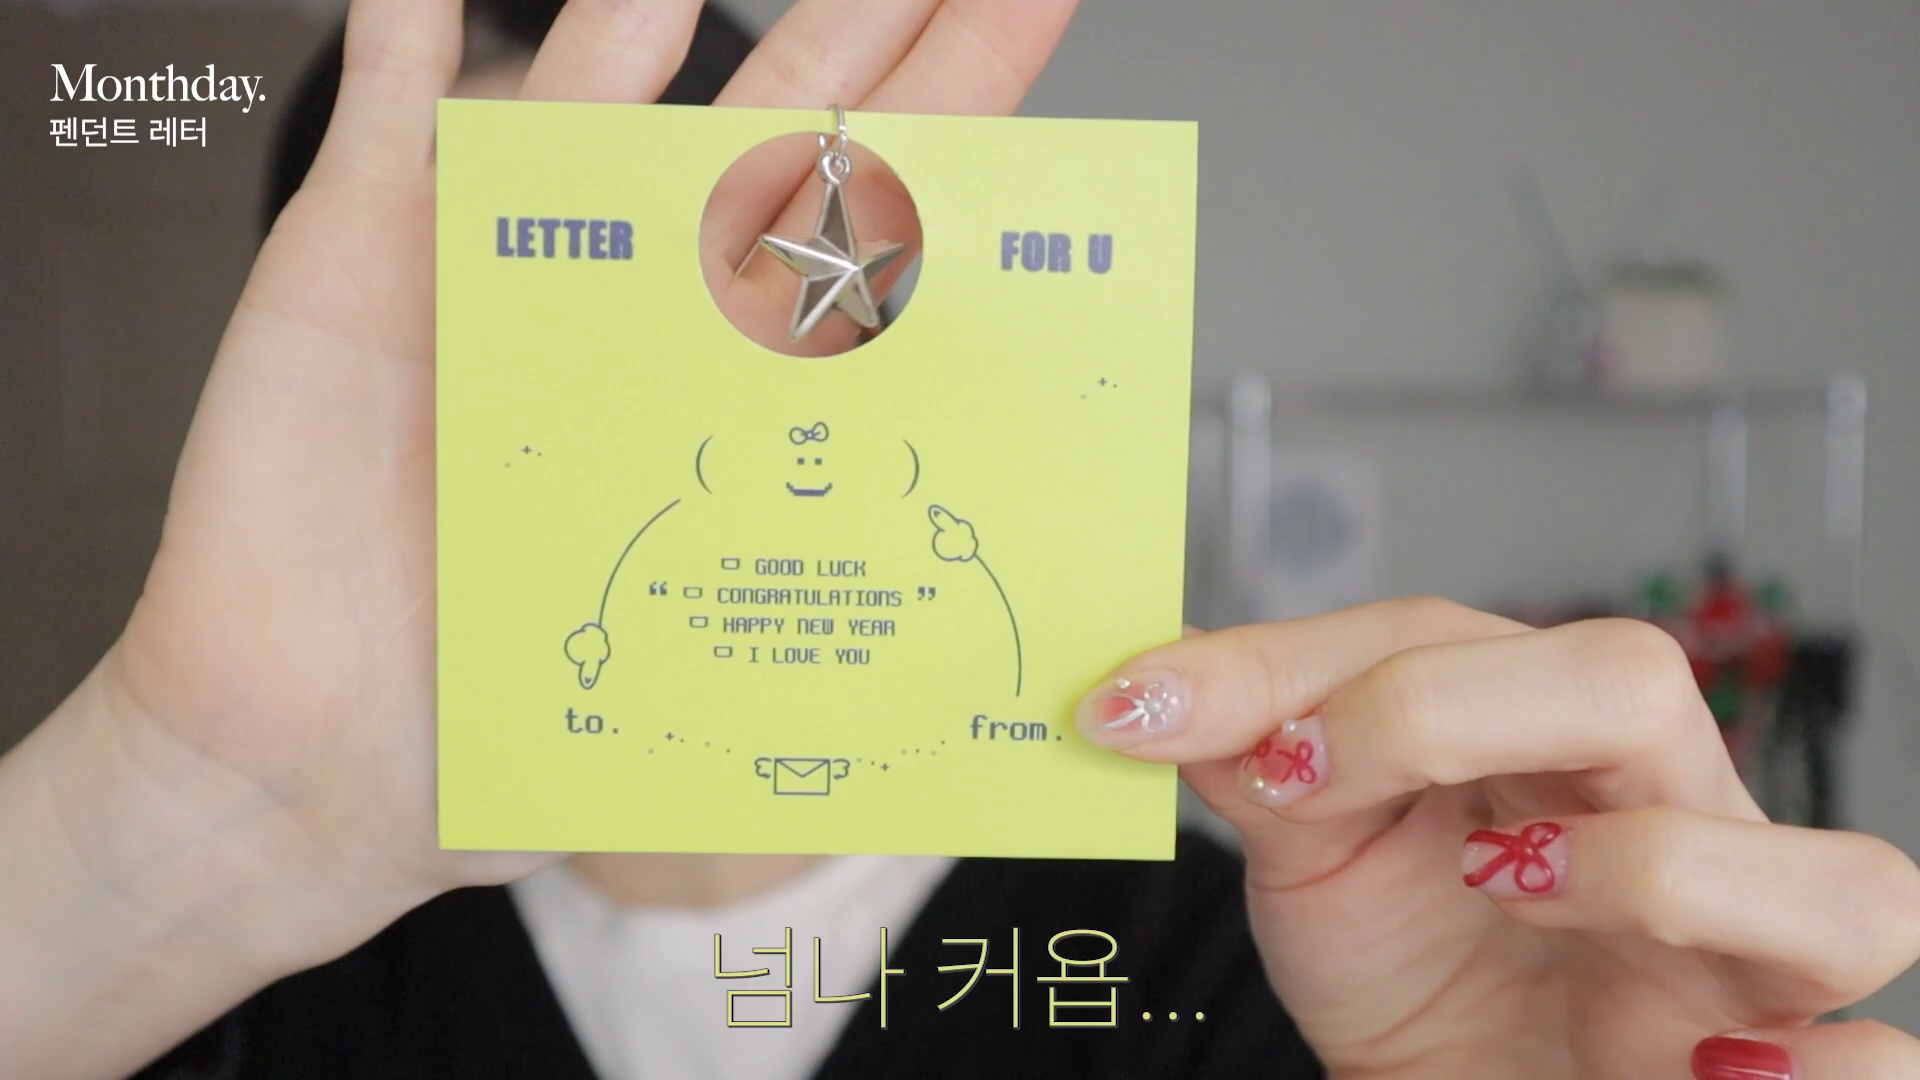 Monthday.
펜던트 레터
LETTER
FOR U
GOOD LUCK
“ CONGRATULATIONS ”
HAPPY NEW YEAR
I LOVE YOU
to.
from.
넘나 커욥...